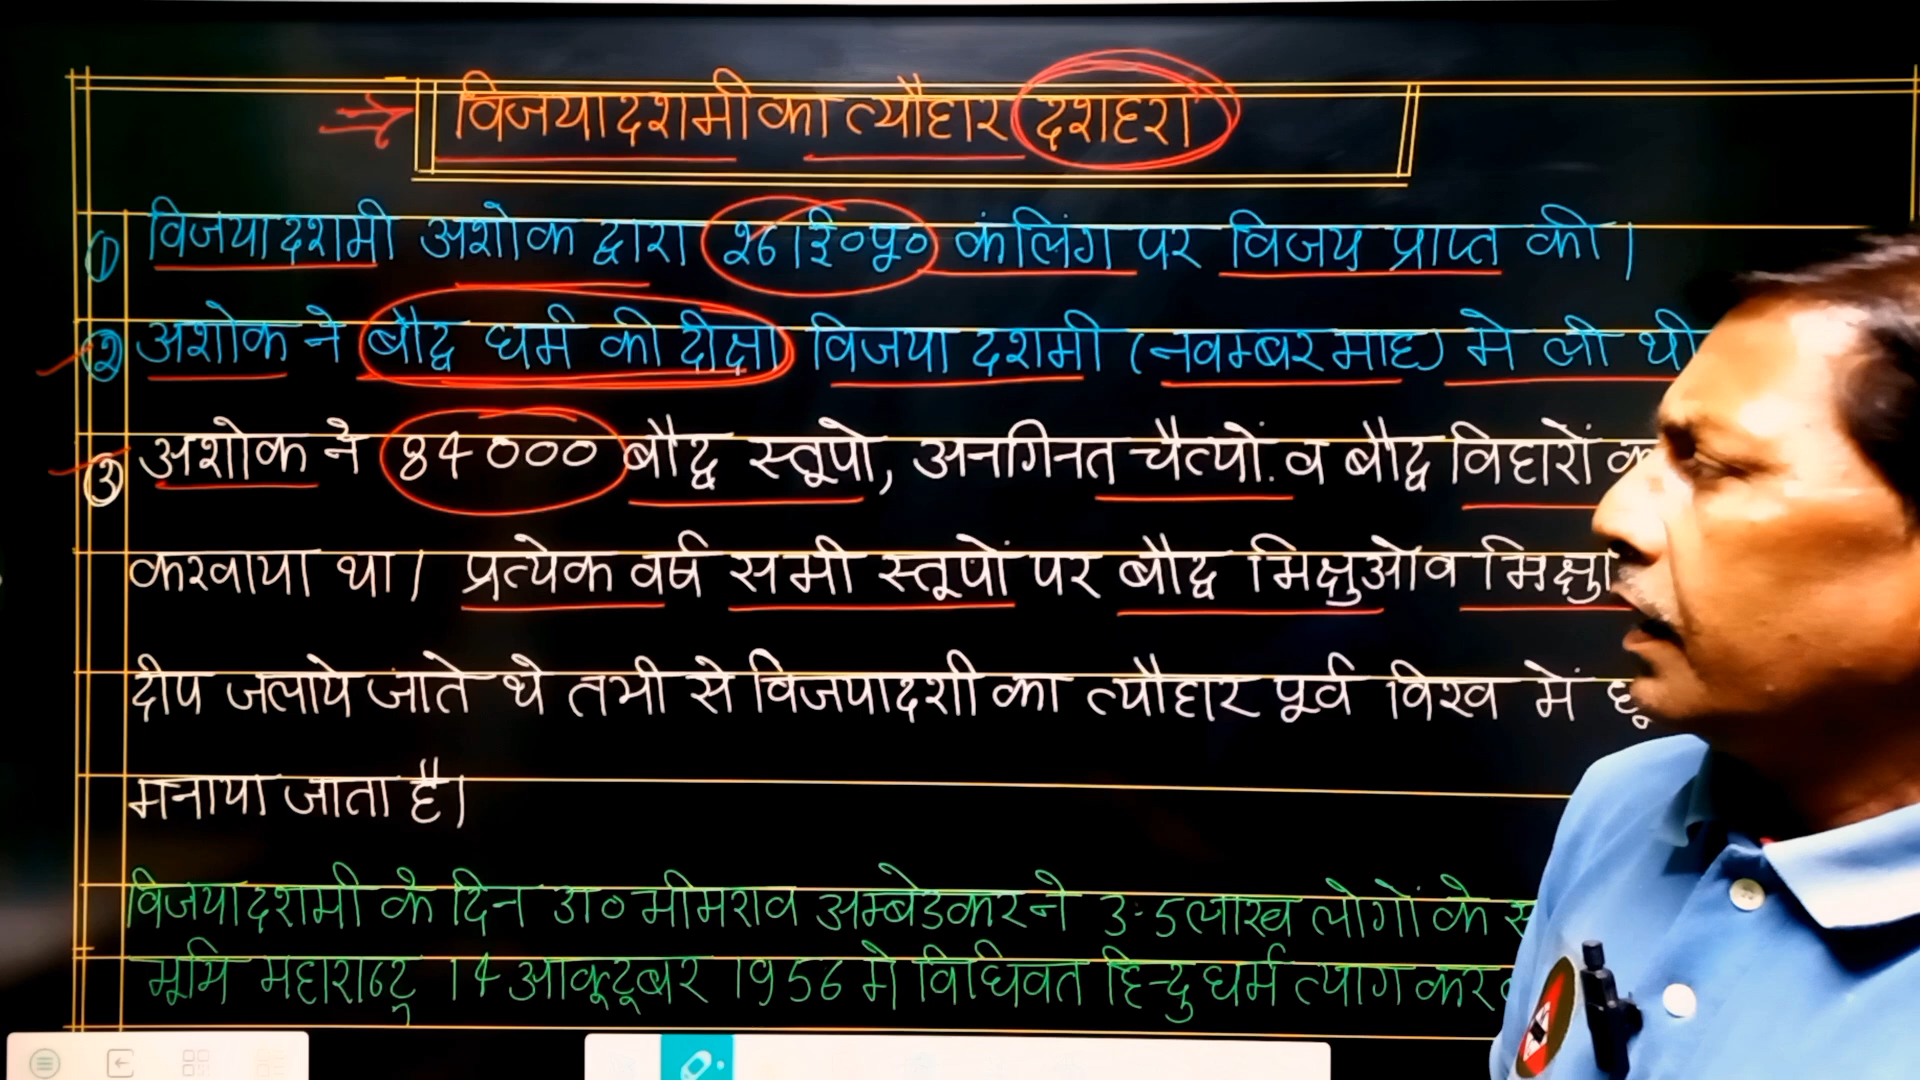 विजयादशमी का त्यौहार दशहरा
① विजयादशमी अशोक द्वारा २६।ई०पू० कंलिंग पर विजय प्राप्त की।
② अशोक ने बौद्ध धर्म की दीक्षा विजया दशमी (नवम्बर माह) मे ली थी
③ अशोक ने 84000 बौद्ध स्तूपो, अनगिनत चैत्यों. व बौद्ध विहारों
करवाया था। प्रत्येक वर्ष सभी स्तूपों पर बौद्ध भिक्षुओ व
दीप जलाये जाते थे तभी से विजयादशी का त्यौहार पूर्व विश्व में
मनाया जाता है।
विजयादशमी के दिन डा० भीमराव अम्बेडकर ने 3.5 लाख लोगों के
भूमि महाराष्ट्र 14 आक्टूबर 1956 मे विधिवत हिन्दु धर्म त्याग कर